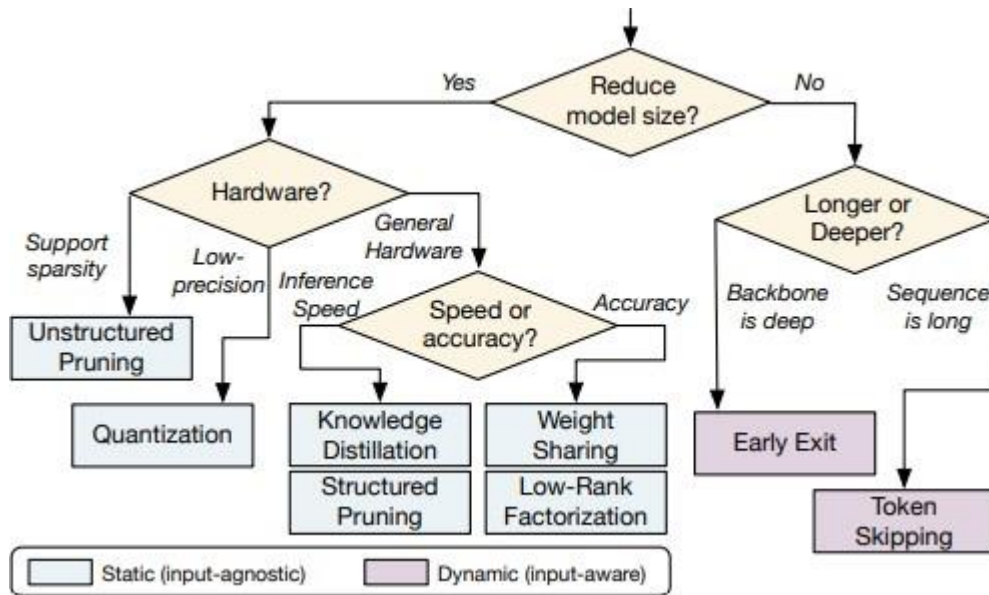 Reduce
model size?
Yes
No
Hardware?
Longer or
Deeper?
Support
sparsity
Low-
precision
General
Hardware
Inference
Speed
Speed or
accuracy?
Accuracy
Backbone
is deep
Sequence
is long
Unstructured
Pruning
Quantization
Knowledge
Distillation
Structured
Pruning
Weight
Sharing
Low-Rank
Factorization
Early Exit
Token
Skipping
Static (input-agnostic)
Dynamic (input-aware)